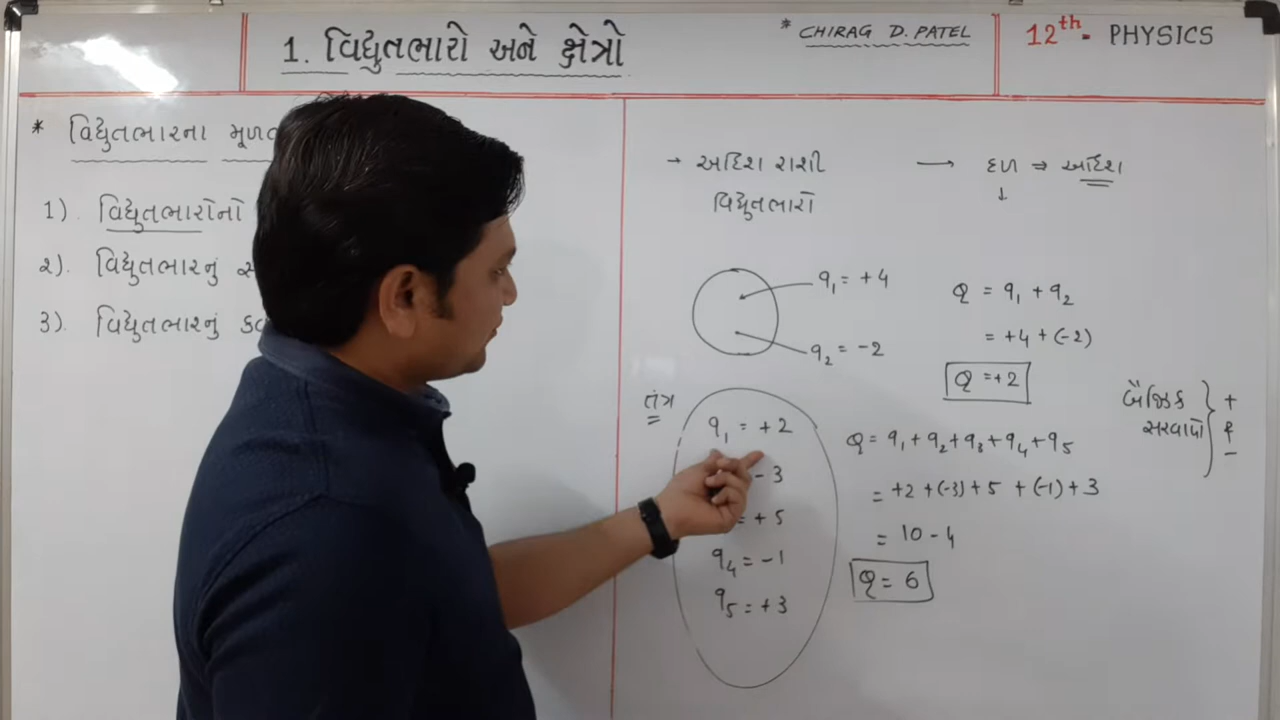 1. વિદ્યુતભારો અને ક્ષેત્રો
* CHIRAG D. PATEL
12th- PHYSICS
* વિદ્યુતભારના
1). વિદ્યુતભારોનો
૨). વિદ્યુતભારનું
3). વિદ્યુતભારનું
→ અદિશ રાશી → દળ ⇒ અદિશ
વિદ્યુતભારો ↓
q₁ = +4
q₂ = -2
Q = q₁ + q₂
= +4 + (-2)
Q = +2
તંત્ર
q₁ = +2
-3
= +5
q₄ = -1
q₅ = +3
Q = q₁ + q₂ + q₃ + q₄ + q₅
= +2 + (-3) + 5 + (-1) + 3
= 10 - 4
Q = 6
બૈજિક } +
સરવાળો } ξ
-